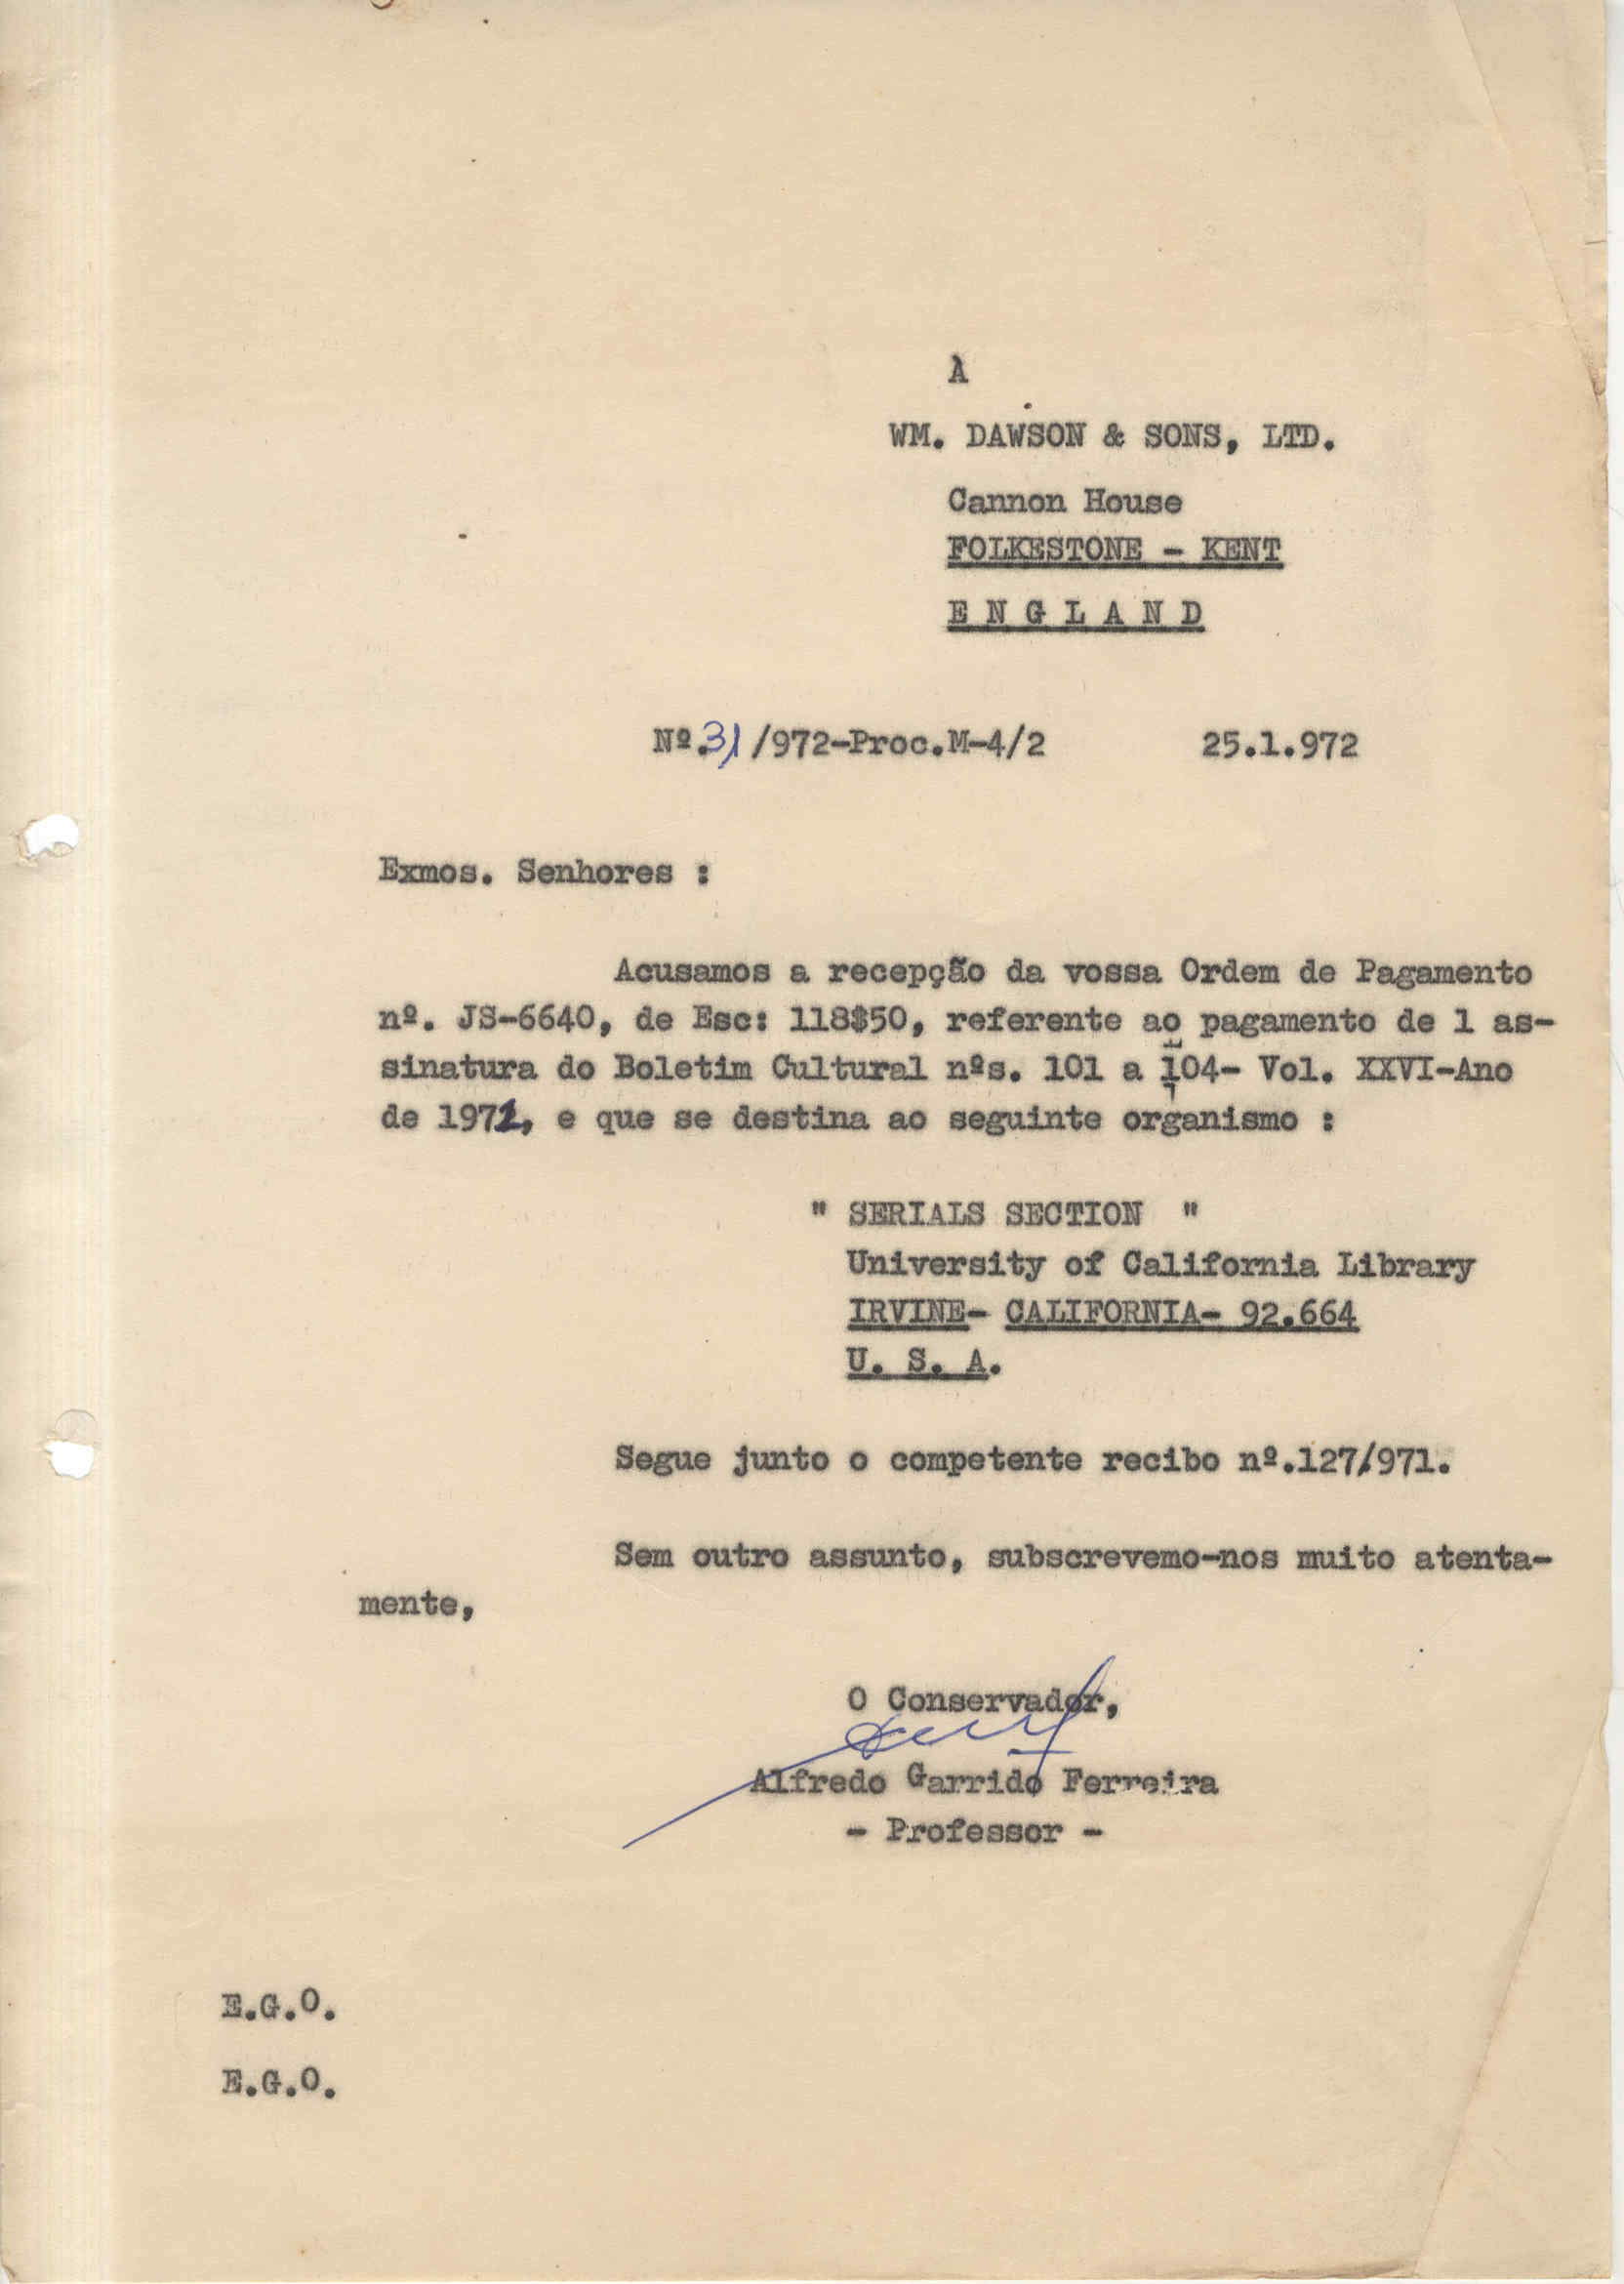 À
WM. DAWSON & SONS, LTD.
Cannon House
FOLKESTONE - KENT
E N G L A N D
Nº.31/972-Proc.M-4/2 25.1.972
Exmos. Senhores :
Acusamos a recepção da vossa Ordem de Pagamento
nº. JS-6640, de Esc: 118$50, referente ao pagamento de 1 as-
sinatura do Boletim Cultural nºs. 101 a 104- Vol. XXVI-Ano
de 1971, e que se destina ao seguinte organismo :
" SERIALS SECTION "
University of California Library
IRVINE- CALIFORNIA- 92.664
U. S. A.
Segue junto o competente recibo nº.127/971.
Sem outro assunto, subscrevemo-nos muito atenta-
mente,
O Conservador,
Alfredo Garrido Ferreira
- Professor -
E.G.O.
E.G.O.